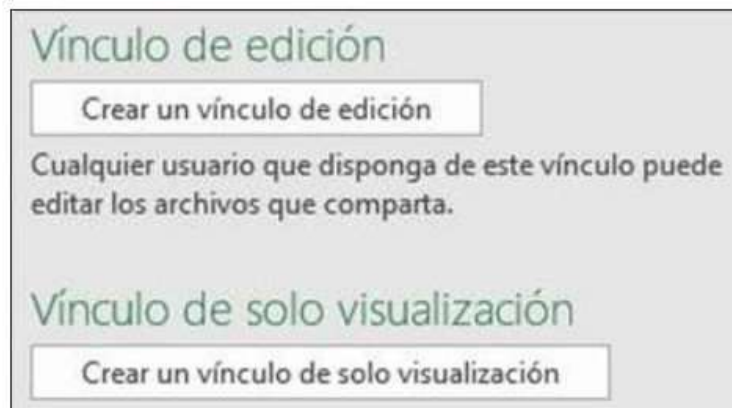 Vínculo de edición
Crear un vínculo de edición
Cualquier usuario que disponga de este vínculo puede
editar los archivos que comparta.
Vínculo de solo visualización
Crear un vínculo de solo visualización